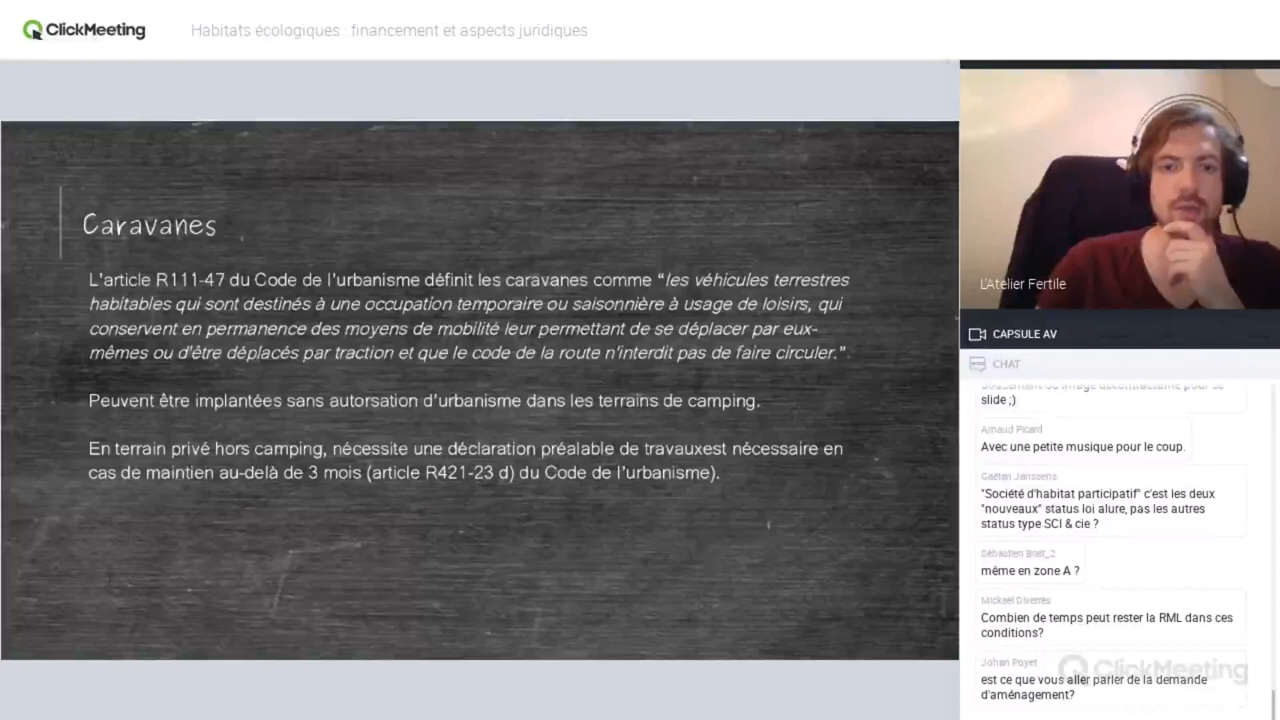 ClickMeeting
Habitats écologiques : financement et aspects juridiques
Caravanes
L'article R111-47 du Code de l'urbanisme définit les caravanes comme “les véhicules terrestres
habitables qui sont destinés à une occupation temporaire ou saisonnière à usage de loisirs, qui
conservent en permanence des moyens de mobilité leur permettant de se déplacer par eux-
mêmes ou d'être déplacés par traction et que le code de la route n'interdit pas de faire circuler.”
Peuvent être implantées sans autorsation d'urbanisme dans les terrains de camping.
En terrain privé hors camping, nécessite une déclaration préalable de travauxest nécessaire en
cas de maintien au-delà de 3 mois (article R421-23 d) du Code de l'urbanisme).
L'Atelier Fertile
CAPSULE AV
CHAT
slide ;)
Arnaud Picard
Avec une petite musique pour le coup.
Gaëtan Janssens
"Société d'habitat participatif" c'est les deux
"nouveaux" status loi alure, pas les autres
status type SCI & cie ?
Sébastien Briet_2
même en zone A ?
Mickaël Diverrès
Combien de temps peut rester la RML dans ces
conditions?
Johan Poyet
est ce que vous aller parler de la demande
d'aménagement?
ClickMeeting